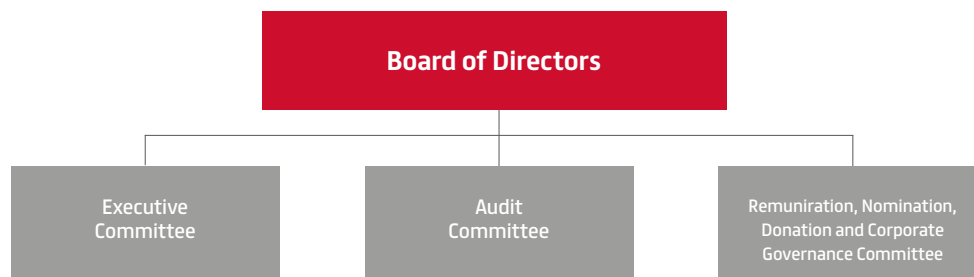 Board of Directors
Executive
Committee
Audit
Committee
Remuniration, Nomination,
Donation and Corporate
Governance Committee